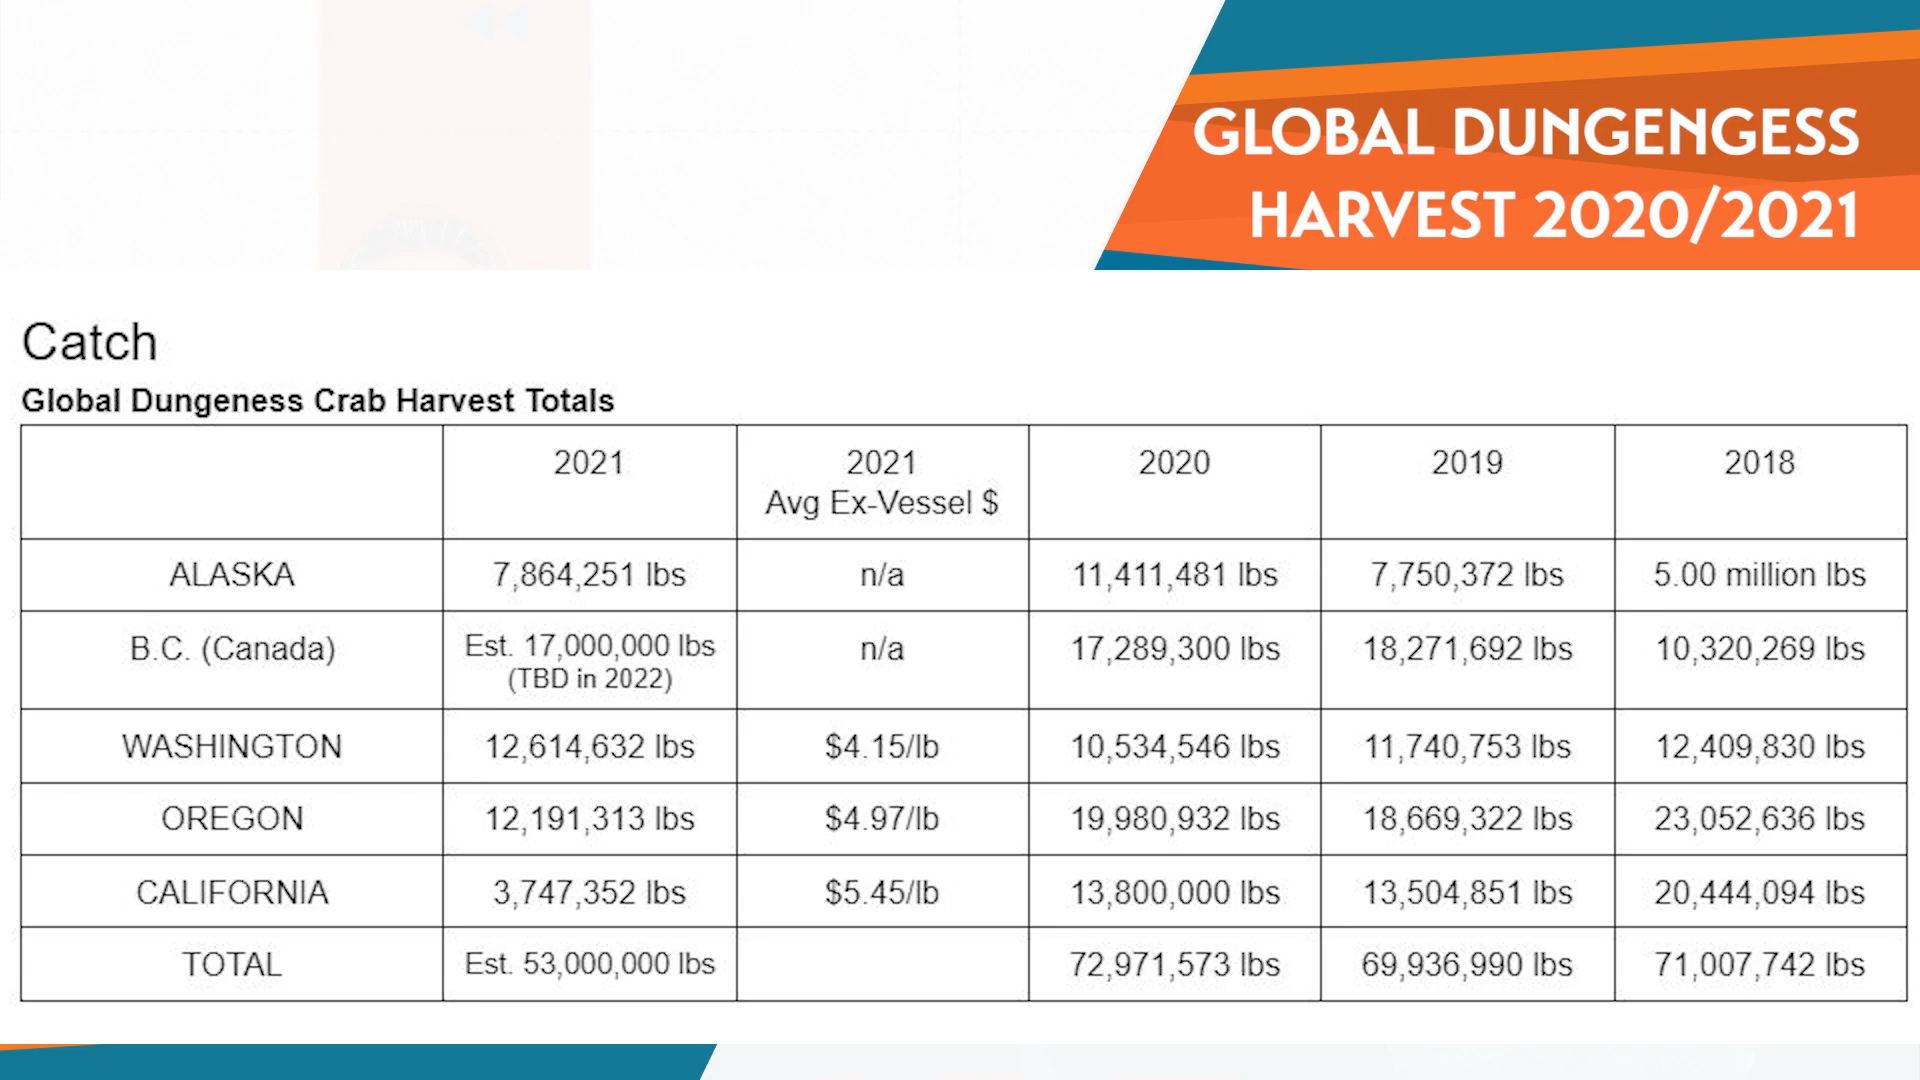 GLOBAL DUNGENGESS
HARVEST 2020/2021
Catch
Global Dungeness Crab Harvest Totals
2021 2021 2020 2019 2018
Avg Ex-Vessel $
ALASKA 7,864,251 lbs n/a 11,411,481 lbs 7,750,372 lbs 5.00 million lbs
B.C. (Canada) Est. 17,000,000 lbs n/a 17,289,300 lbs 18,271,692 lbs 10,320,269 lbs
(TBD in 2022)
WASHINGTON 12,614,632 lbs $4.15/lb 10,534,546 lbs 11,740,753 lbs 12,409,830 lbs
OREGON 12,191,313 lbs $4.97/lb 19,980,932 lbs 18,669,322 lbs 23,052,636 lbs
CALIFORNIA 3,747,352 lbs $5.45/lb 13,800,000 lbs 13,504,851 lbs 20,444,094 lbs
TOTAL Est. 53,000,000 lbs 72,971,573 lbs 69,936,990 lbs 71,007,742 lbs